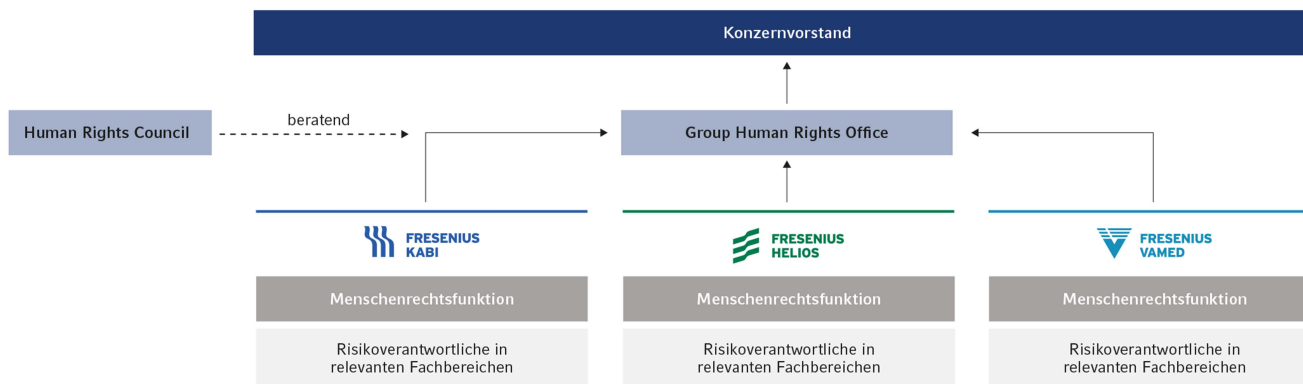 Konzernvorstand
Human Rights Council
beratend
Group Human Rights Office
FRESENIUS
KABI
FRESENIUS
HELIOS
FRESENIUS
VAMED
Menschenrechtsfunktion
Menschenrechtsfunktion
Menschenrechtsfunktion
Risikoverantwortliche in
relevanten Fachbereichen
Risikoverantwortliche in
relevanten Fachbereichen
Risikoverantwortliche in
relevanten Fachbereichen